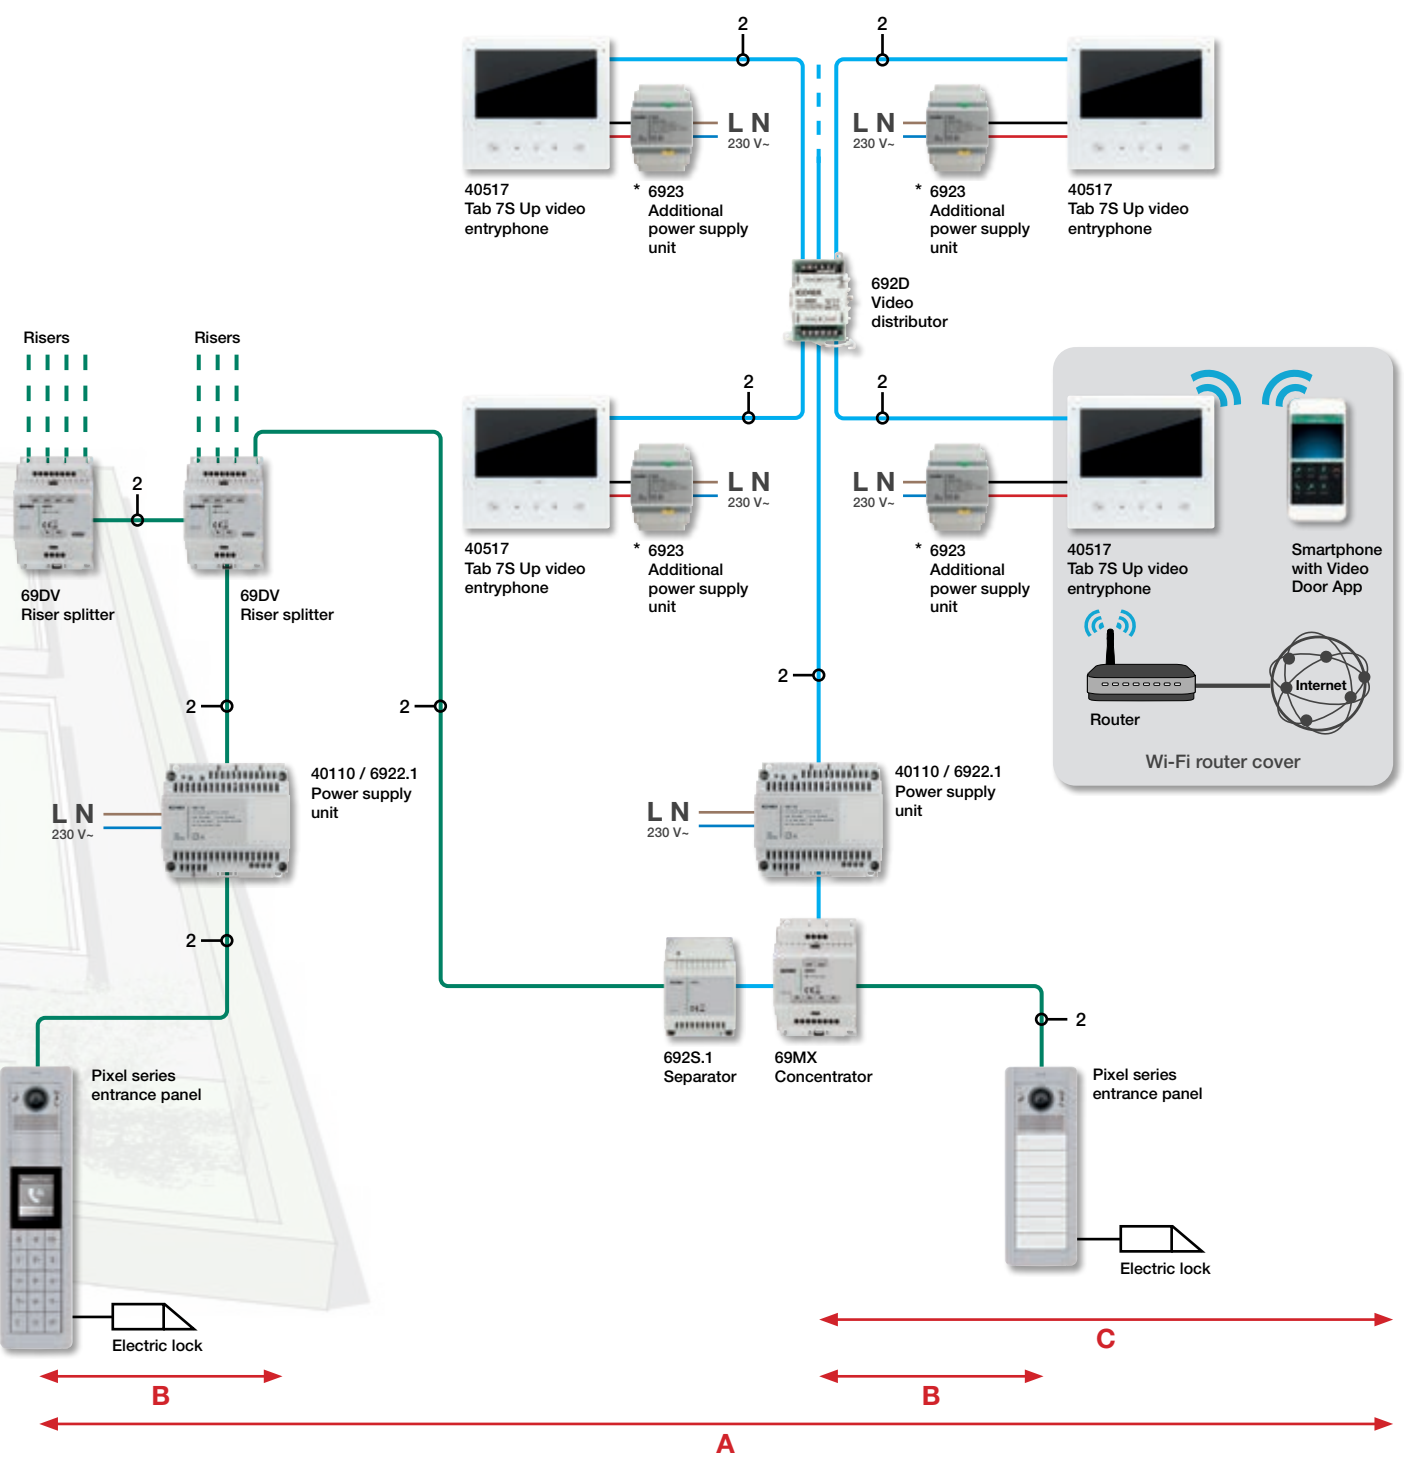 2
2
L N
230 V~
L N
230 V~
40517
Tab 7S Up video
entryphone
* 6923
Additional
power supply
unit
* 6923
Additional
power supply
unit
40517
Tab 7S Up video
entryphone
692D
Video
distributor
Risers
Risers
2
2
2
L N
230 V~
L N
230 V~
40517
Tab 7S Up video
entryphone
* 6923
Additional
power supply
unit
* 6923
Additional
power supply
unit
40517
Tab 7S Up video
entryphone
Smartphone
with Video
Door App
69DV
Riser splitter
69DV
Riser splitter
2
2
2
Internet
Router
Wi-Fi router cover
40110 / 6922.1
Power supply
unit
L N
230 V~
40110 / 6922.1
Power supply
unit
L N
230 V~
2
2
692S.1
Separator
69MX
Concentrator
Pixel series
entrance panel
Pixel series
entrance panel
Electric lock
Electric lock
C
B
B
A